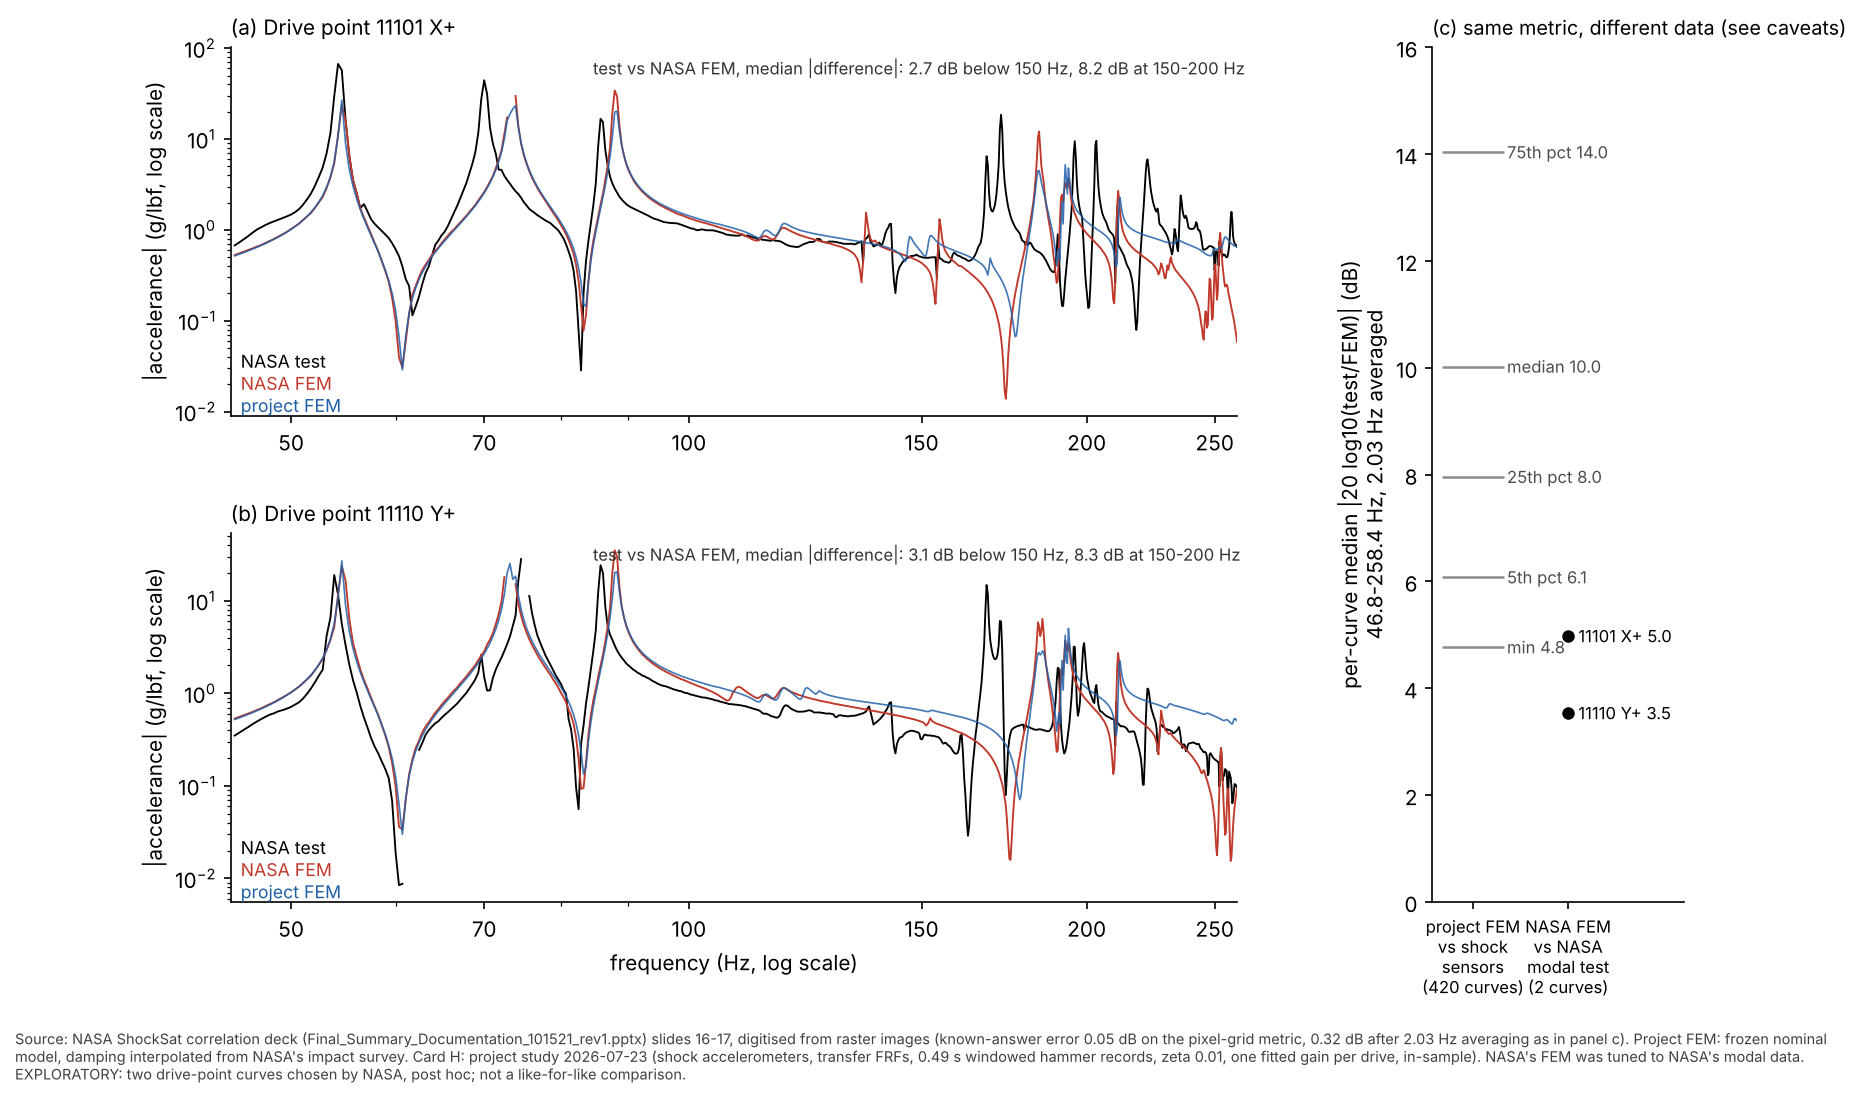 (a) Drive point 11101 X+
test vs NASA FEM, median |difference|: 2.7 dB below 150 Hz, 8.2 dB at 150-200 Hz
|accelerance| (g/lbf, log scale)
10²
10¹
10⁰
10⁻¹
10⁻²
NASA test
NASA FEM
project FEM
50
70
100
150
200
250
(b) Drive point 11110 Y+
test vs NASA FEM, median |difference|: 3.1 dB below 150 Hz, 8.3 dB at 150-200 Hz
|accelerance| (g/lbf, log scale)
10¹
10⁰
10⁻¹
10⁻²
NASA test
NASA FEM
project FEM
50
70
100
150
200
250
frequency (Hz, log scale)
(c) same metric, different data (see caveats)
per-curve median |20 log10(test/FEM)| (dB)
46.8-258.4 Hz, 2.03 Hz averaged
16
14
12
10
8
6
4
2
0
75th pct 14.0
median 10.0
25th pct 8.0
5th pct 6.1
min 4.8
11101 X+ 5.0
11110 Y+ 3.5
project FEM
vs shock
sensors
(420 curves)
NASA FEM
vs NASA
modal test
(2 curves)
Source: NASA ShockSat correlation deck (Final_Summary_Documentation_101521_rev1.pptx) slides 16-17, digitised from raster images (known-answer error 0.05 dB on the pixel-grid metric, 0.32 dB after 2.03 Hz averaging as in panel c). Project FEM: frozen nominal
model, damping interpolated from NASA's impact survey. Card H: project study 2026-07-23 (shock accelerometers, transfer FRFs, 0.49 s windowed hammer records, zeta 0.01, one fitted gain per drive, in-sample). NASA's FEM was tuned to NASA's modal data.
EXPLORATORY: two drive-point curves chosen by NASA, post hoc; not a like-for-like comparison.